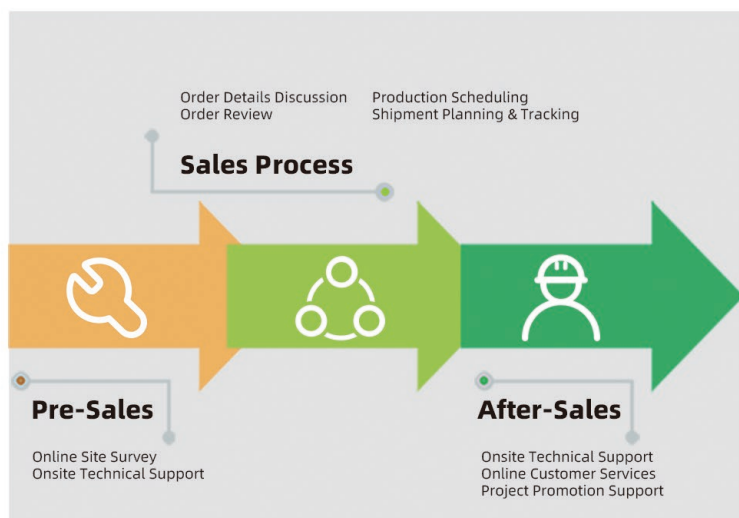 Order Details Discussion
Order Review
Production Scheduling
Shipment Planning & Tracking
Sales Process
Pre-Sales
Online Site Survey
Onsite Technical Support
After-Sales
Onsite Technical Support
Online Customer Services
Project Promotion Support